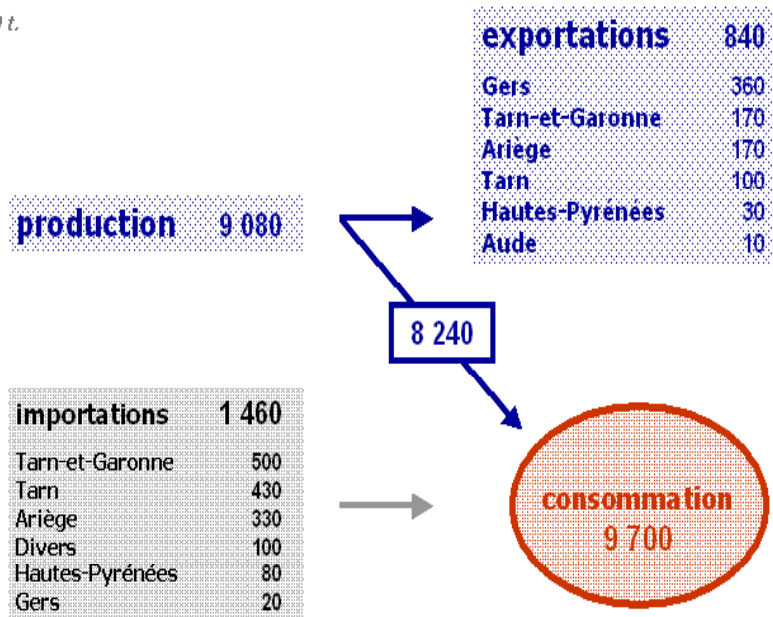 t.
exportations 840
Gers 360
Tarn-et-Garonne 170
Ariège 170
Tarn 100
Hautes-Pyrénées 30
Aude 10
production 9 080
8 240
importations 1 460
Tarn-et-Garonne 500
Tarn 430
Ariège 330
Divers 100
Hautes-Pyrénées 80
Gers 20
consommation
9 700